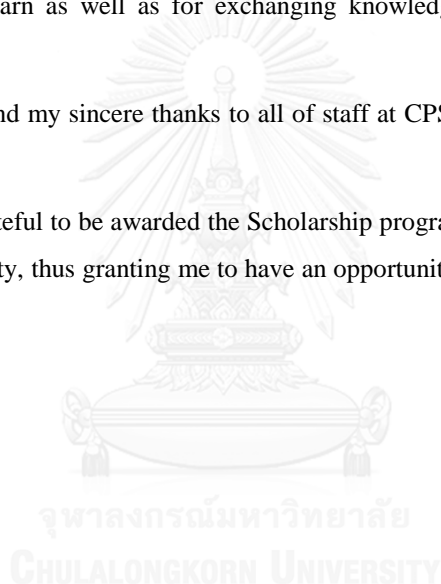 arn as well as for exchanging knowledg
nd my sincere thanks to all of staff at CPS
teful to be awarded the Scholarship progra
ty, thus granting me to have an opportunit
จุฬาลงกรณ์มหาวิทยาลัย
CHULALONGKORN UNIVERSITY